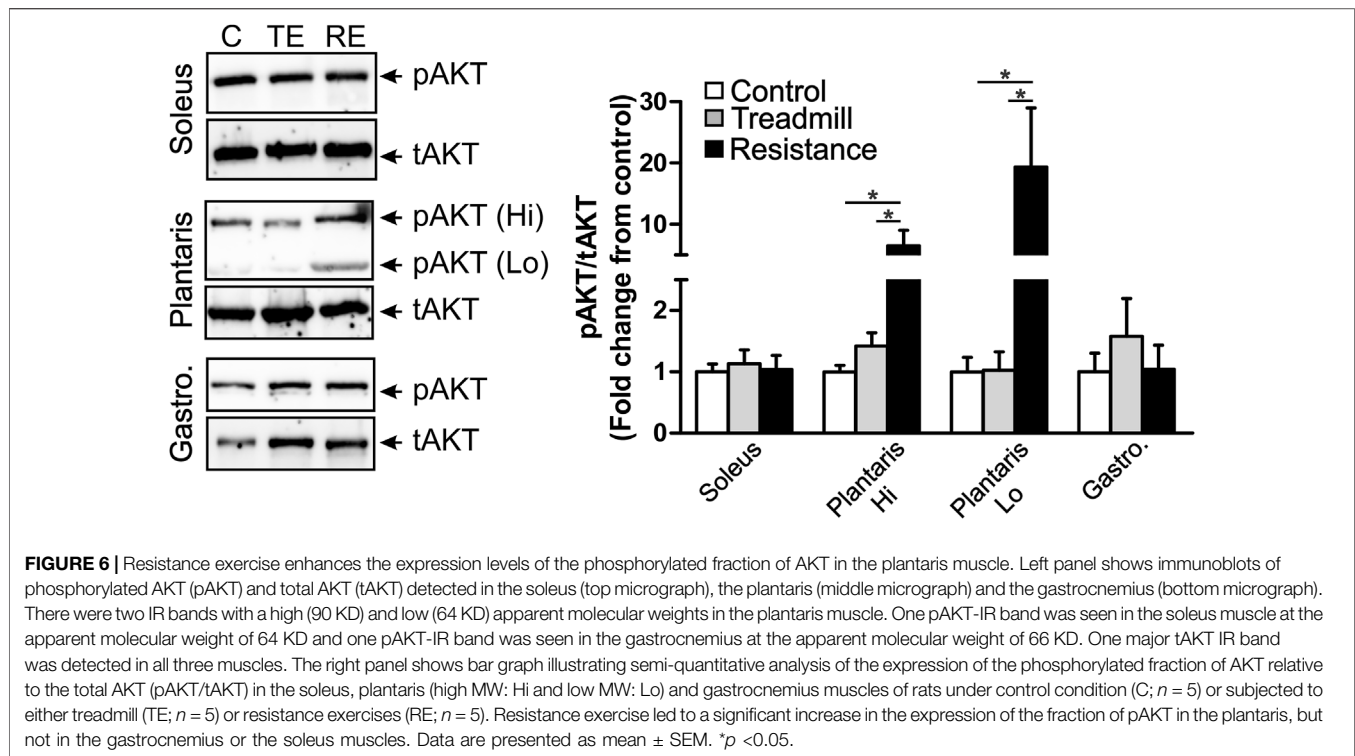 C TE RE
Soleus
pAKT
tAKT
Plantaris
pAKT (Hi)
pAKT (Lo)
tAKT
Gastro.
pAKT
tAKT
pAKT/tAKT
(Fold change from control)
30
20
10
2
1
0
Control
Treadmill
Resistance
*
*
*
*
Soleus
Plantaris
Hi
Plantaris
Lo
Gastro.
FIGURE 6 | Resistance exercise enhances the expression levels of the phosphorylated fraction of AKT in the plantaris muscle. Left panel shows immunoblots of
phosphorylated AKT (pAKT) and total AKT (tAKT) detected in the soleus (top micrograph), the plantaris (middle micrograph) and the gastrocnemius (bottom micrograph).
There were two IR bands with a high (90 KD) and low (64 KD) apparent molecular weights in the plantaris muscle. One pAKT-IR band was seen in the soleus muscle at the
apparent molecular weight of 64 KD and one pAKT-IR band was seen in the gastrocnemius at the apparent molecular weight of 66 KD. One major tAKT IR band
was detected in all three muscles. The right panel shows bar graph illustrating semi-quantitative analysis of the expression of the phosphorylated fraction of AKT relative
to the total AKT (pAKT/tAKT) in the soleus, plantaris (high MW: Hi and low MW: Lo) and gastrocnemius muscles of rats under control condition (C; n = 5) or subjected to
either treadmill (TE; n = 5) or resistance exercises (RE; n = 5). Resistance exercise led to a significant increase in the expression of the fraction of pAKT in the plantaris, but
not in the gastrocnemius or the soleus muscles. Data are presented as mean ± SEM. *p <0.05.